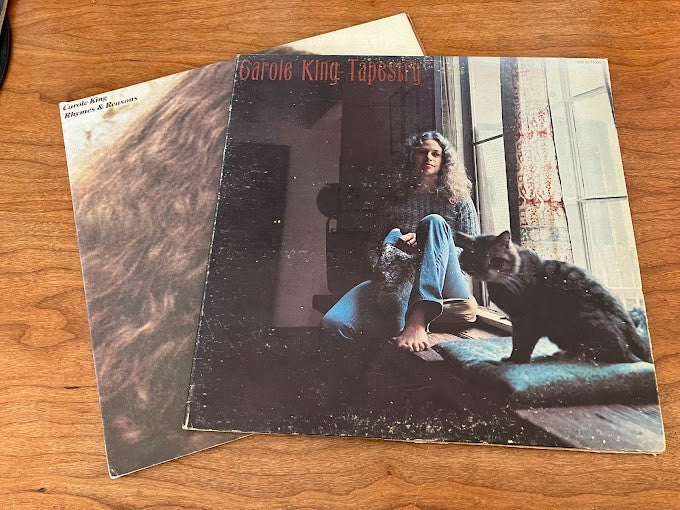 Carole King Tapestry
Carole King
Rhymes & Reasons